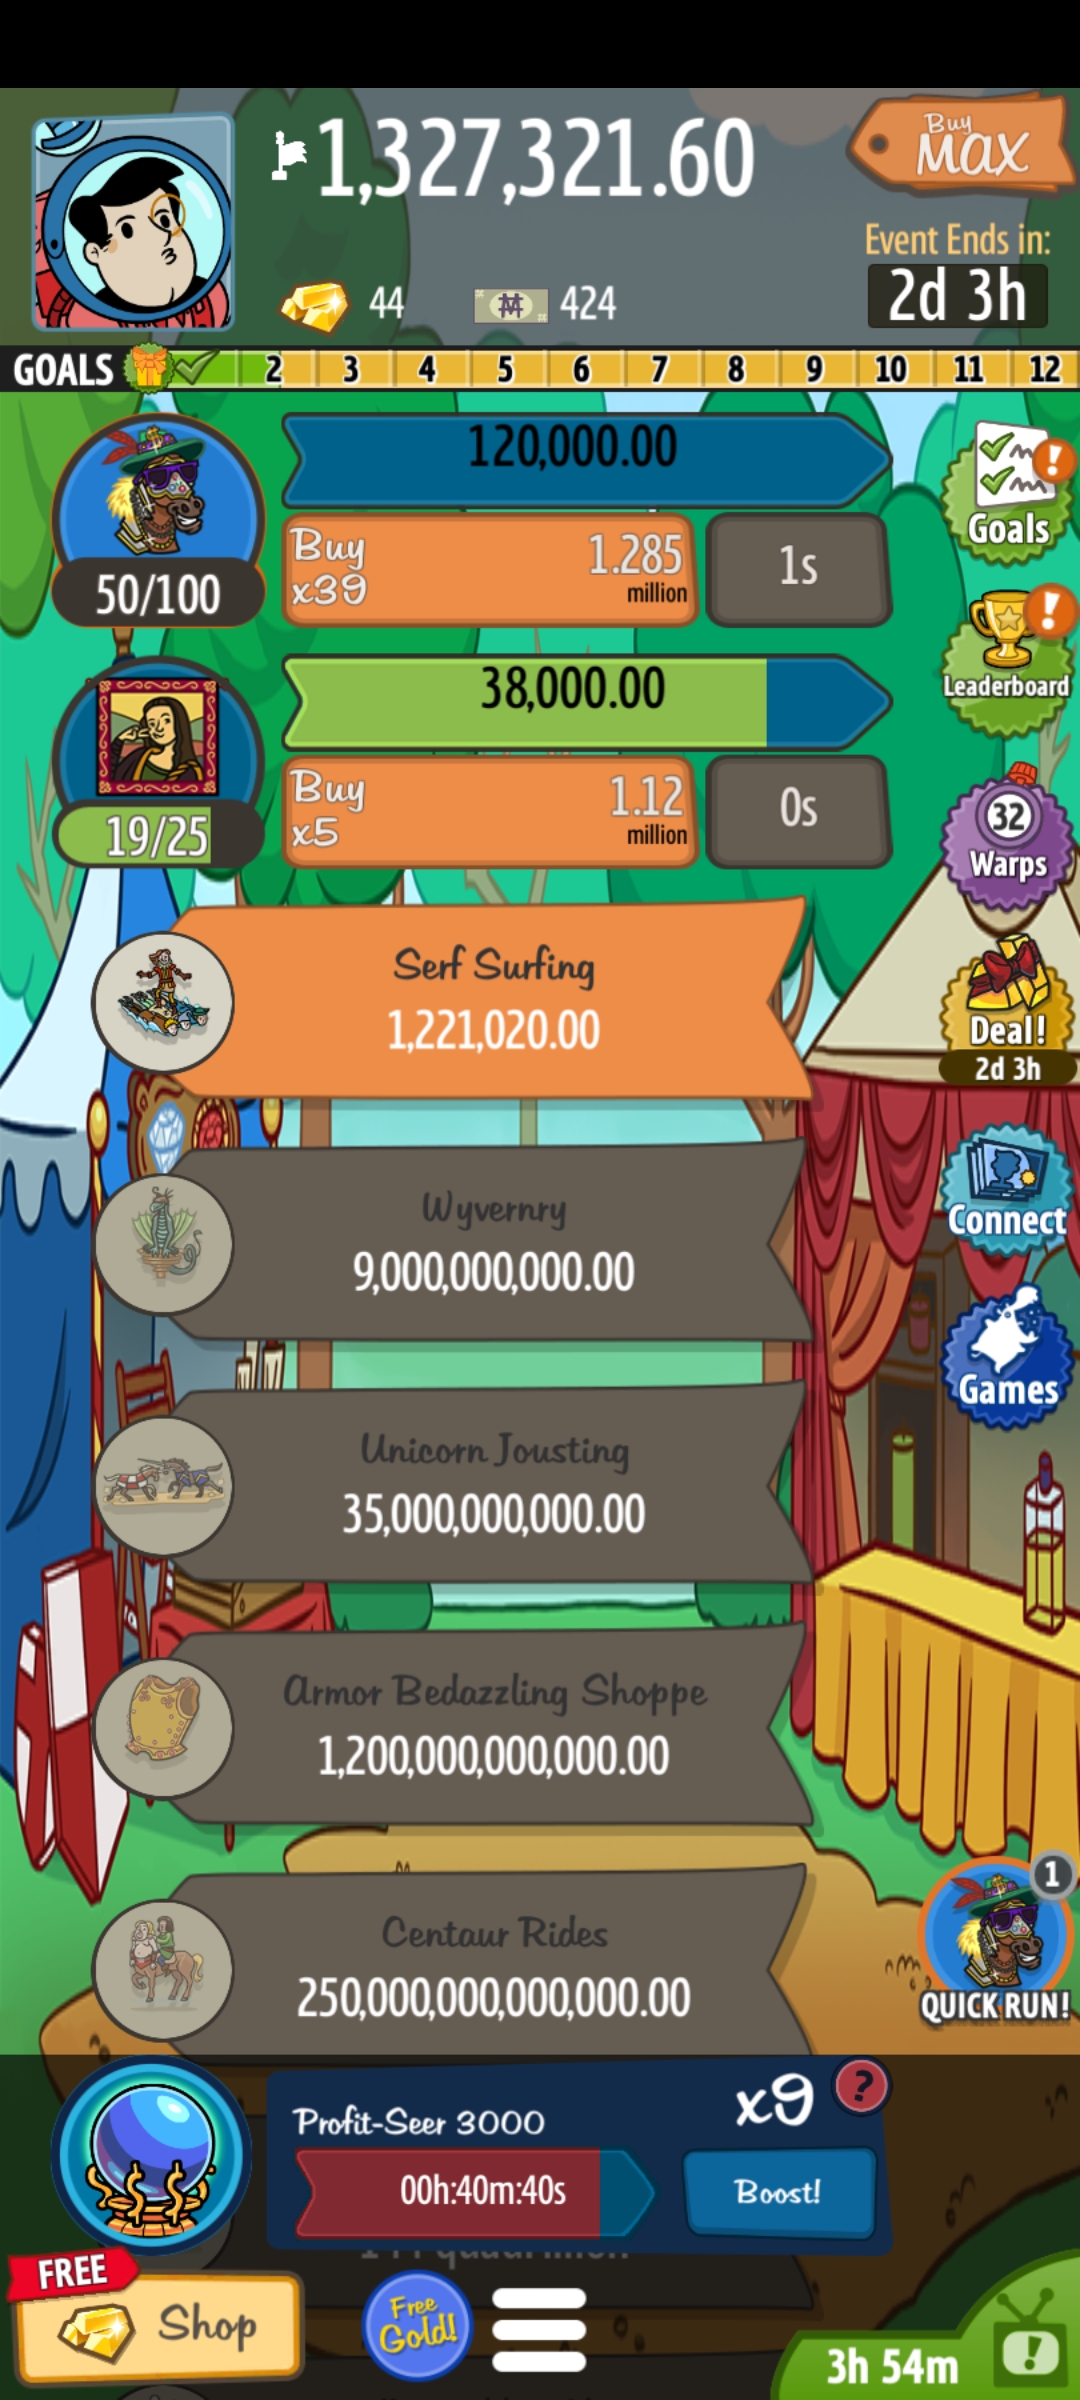 1,327,321.60
Buy
MAX
44
424
Event Ends in:
2d 3h
GOALS 2 3 4 5 6 7 8 9 10 11 12
120,000.00
Buy
x39
1.285
million
1s
50/100
Goals
38,000.00
Leaderboard
Buy
x5
1.12
million
0s
19/25
32
Warps
Serf Surfing
1,221,020.00
Deal!
2d 3h
Wyvernry
9,000,000,000.00
Connect
Unicorn Jousting
35,000,000,000.00
Games
Armor Bedazzling Shoppe
1,200,000,000,000.00
Centaur Rides
250,000,000,000,000.00
1
QUICK RUN!
Profit-Seer 3000
x9
?
00h:40m:40s
Boost!
FREE
Shop
Free
Gold!
3h 54m